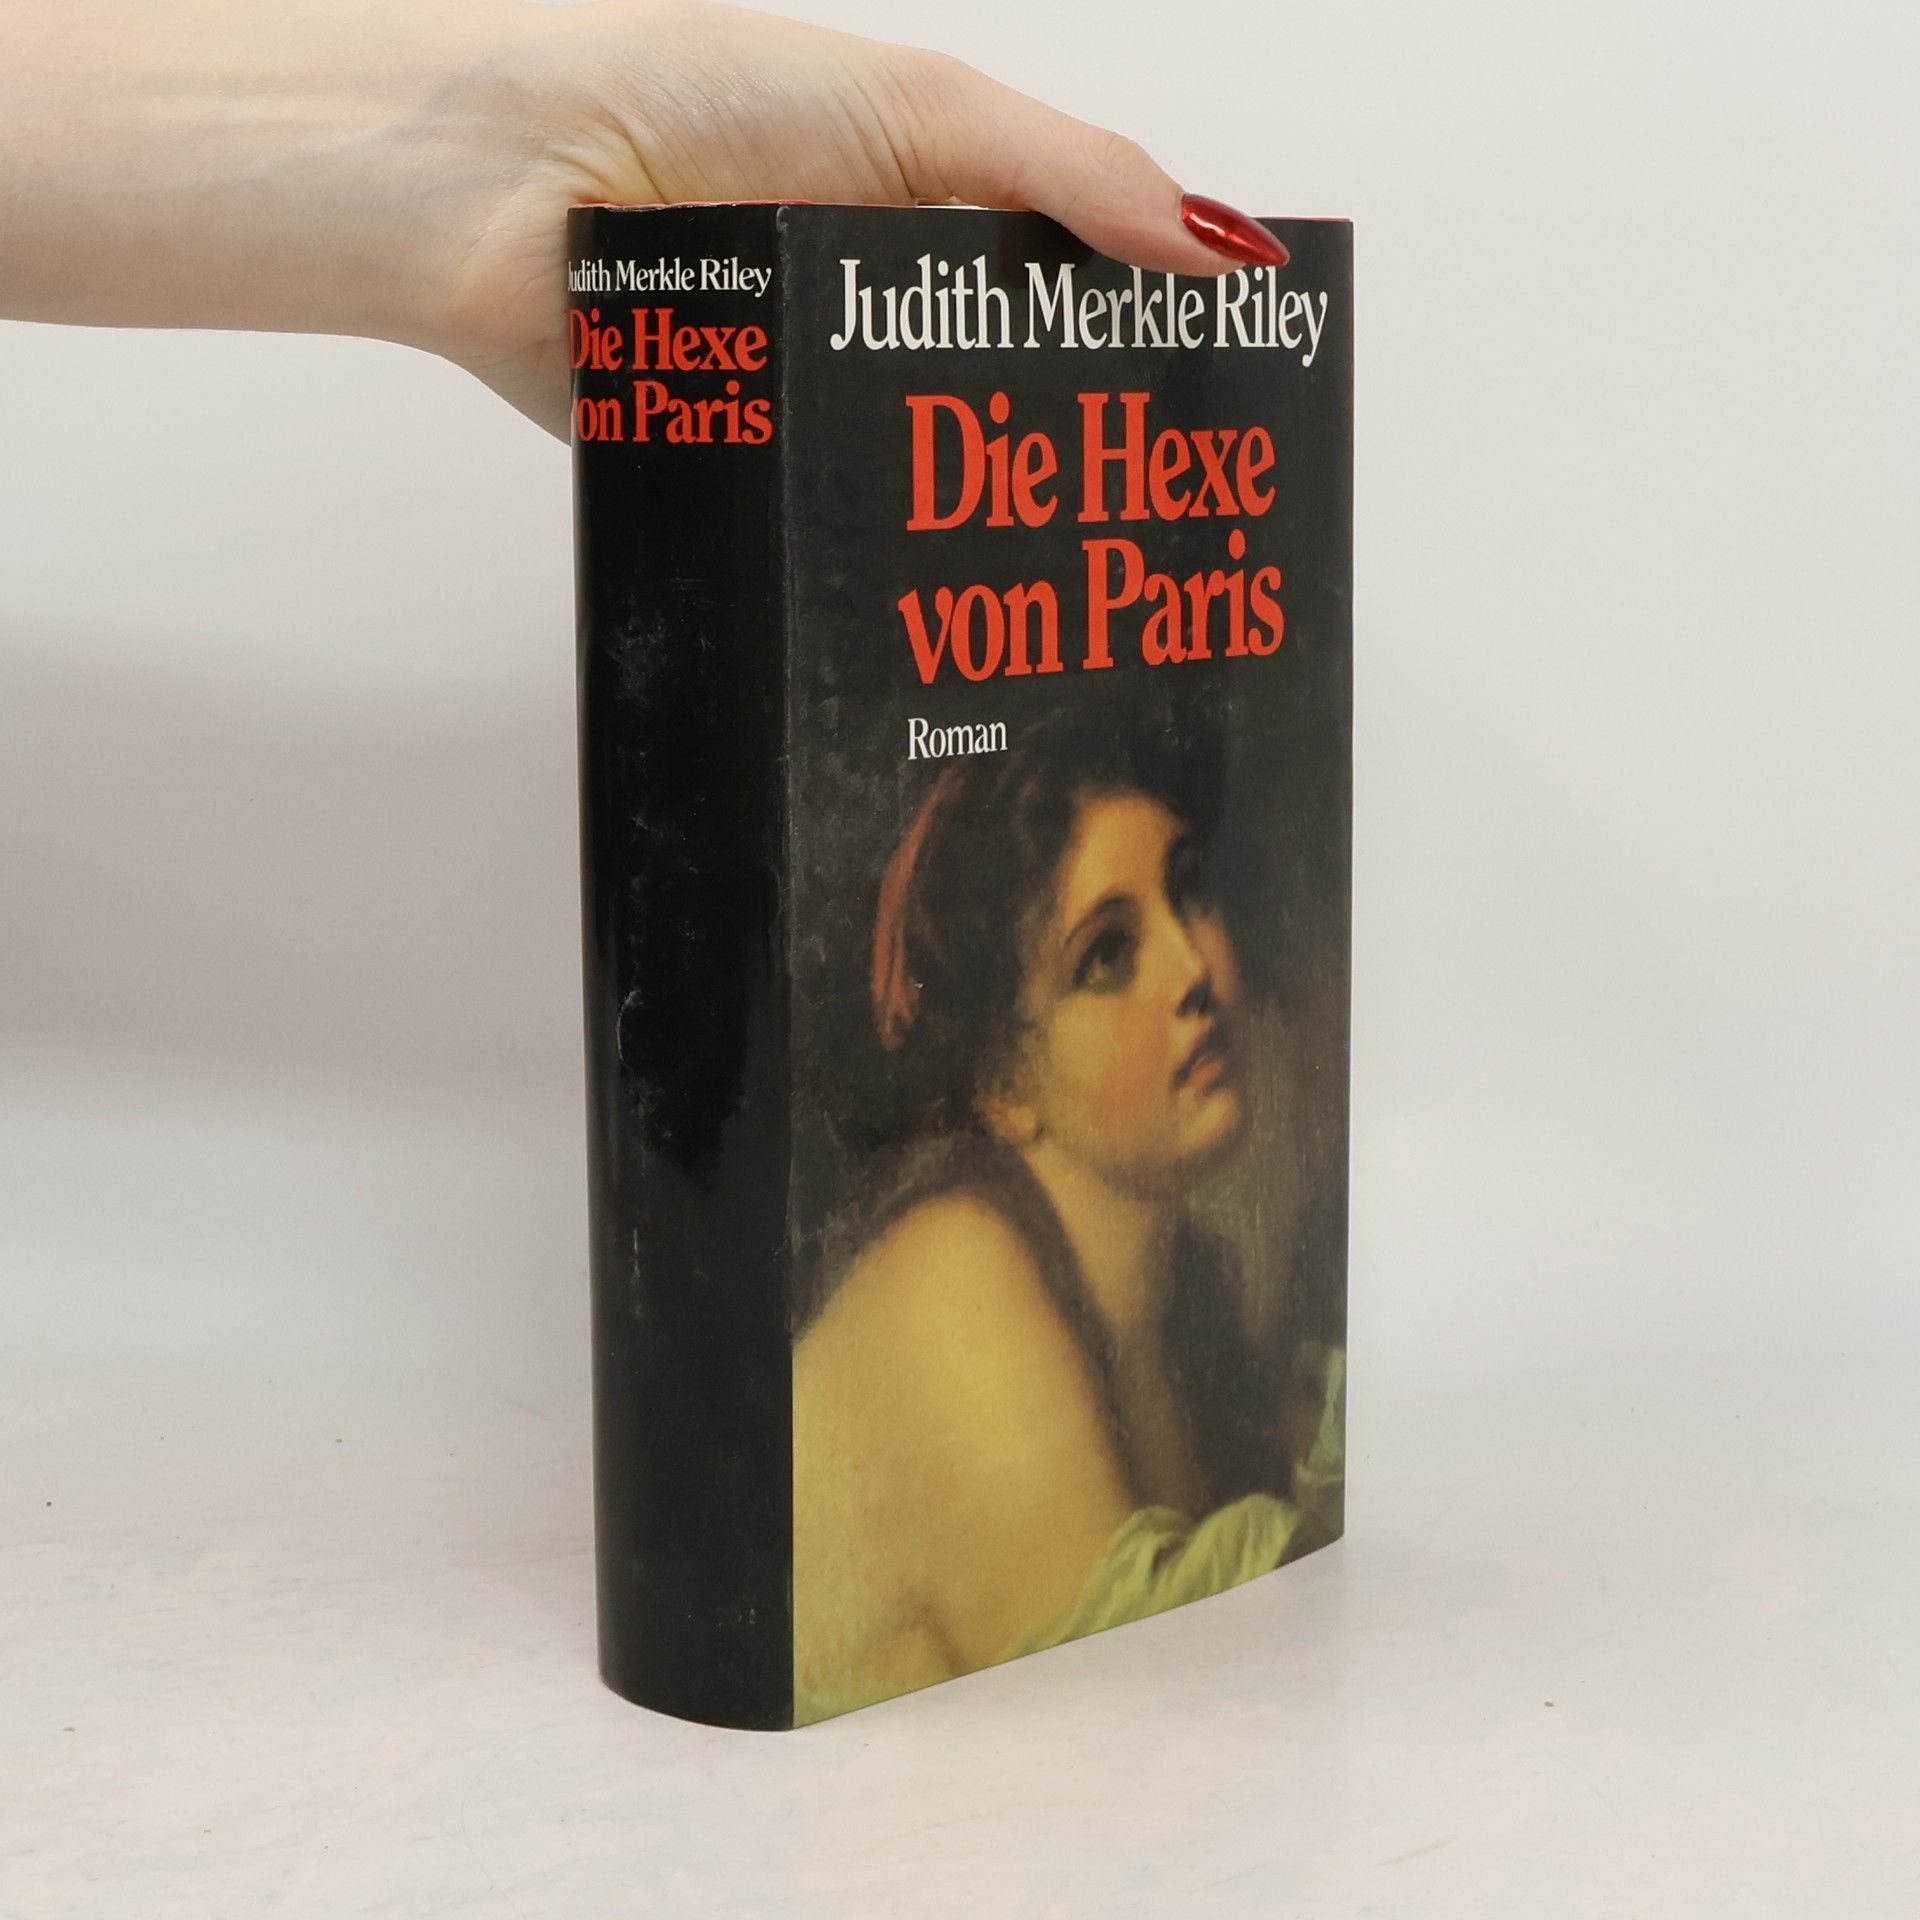 Judith Merkle Riley
Die Hexe
von Paris
Judith Merkle Riley
Die Hexe
von Paris
Roman